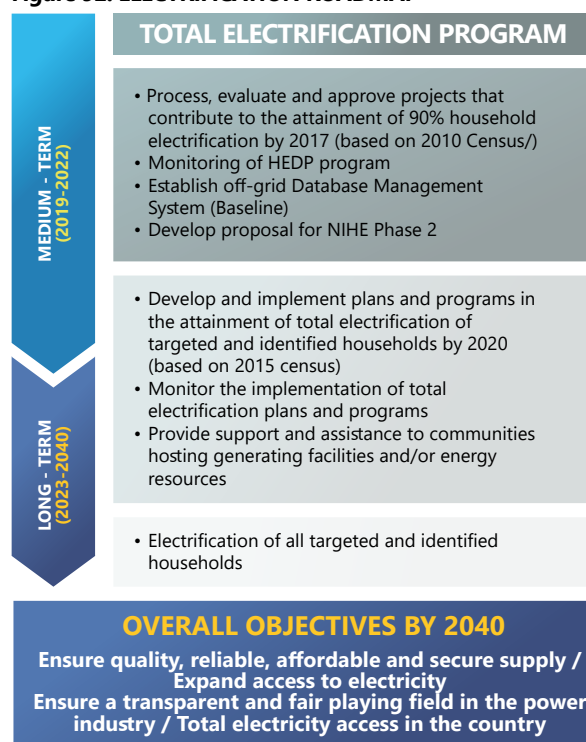 TOTAL ELECTRIFICATION PROGRAM
MEDIUM - TERM
(2019-2022)
• Process, evaluate and approve projects that
contribute to the attainment of 90% household
electrification by 2017 (based on 2010 Census/)
• Monitoring of HEDP program
• Establish off-grid Database Management
System (Baseline)
• Develop proposal for NIHE Phase 2
• Develop and implement plans and programs in
the attainment of total electrification of
targeted and identified households by 2020
(based on 2015 census)
• Monitor the implementation of total
electrification plans and programs
• Provide support and assistance to communities
hosting generating facilities and/or energy
resources
LONG - TERM
(2023-2040)
• Electrification of all targeted and identified
households
OVERALL OBJECTIVES BY 2040
Ensure quality, reliable, affordable and secure supply /
Expand access to electricity
Ensure a transparent and fair playing field in the power
industry / Total electricity access in the country